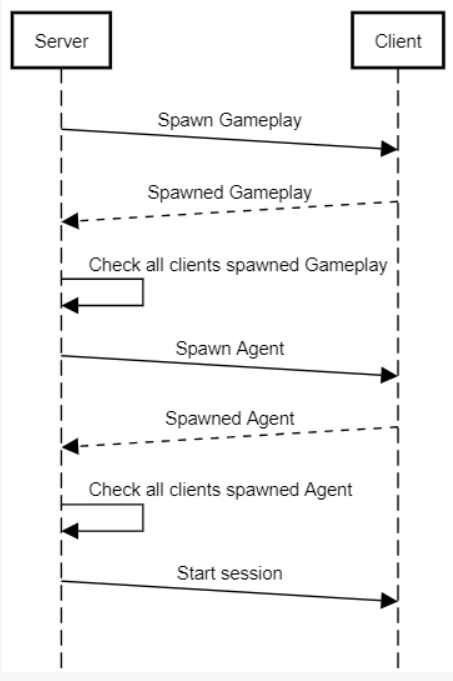 Server
Client
Spawn Gameplay
Spawned Gameplay
Check all clients spawned Gameplay
Spawn Agent
Spawned Agent
Check all clients spawned Agent
Start session